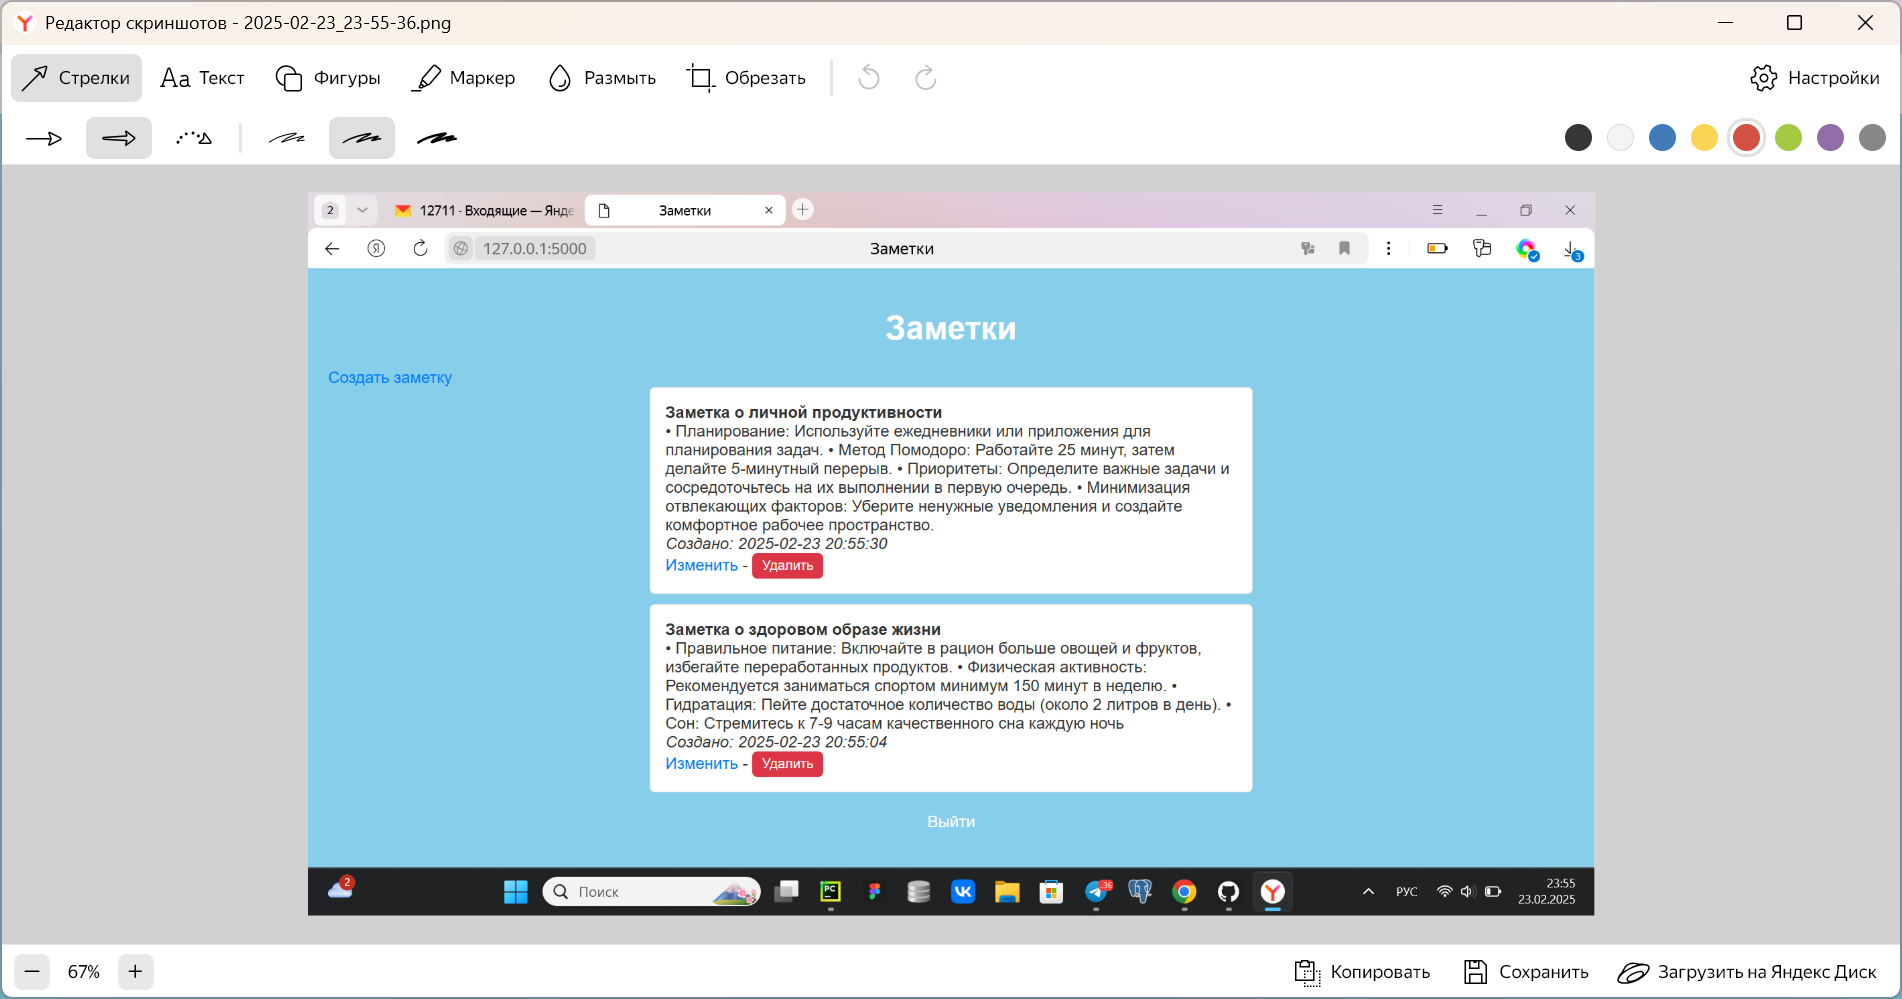 Редактор скриншотов - 2025-02-23_23-55-36.png
Стрелки
Aa Текст
Фигуры
Маркер
Размыть
Обрезать
Настройки
2
12711 · Входящие — Янде
Заметки
Я
127.0.0.1:5000
Заметки
3
Заметки
Создать заметку
Заметка о личной продуктивности
• Планирование: Используйте ежедневники или приложения для
планирования задач. • Метод Помодоро: Работайте 25 минут, затем
делайте 5-минутный перерыв. • Приоритеты: Определите важные задачи и
сосредоточьтесь на их выполнении в первую очередь. • Минимизация
отвлекающих факторов: Уберите ненужные уведомления и создайте
комфортное рабочее пространство.
Создано: 2025-02-23 20:55:30
Изменить - Удалить
Заметка о здоровом образе жизни
• Правильное питание: Включайте в рацион больше овощей и фруктов,
избегайте переработанных продуктов. • Физическая активность:
Рекомендуется заниматься спортом минимум 150 минут в неделю. •
Гидратация: Пейте достаточное количество воды (около 2 литров в день). •
Сон: Стремитесь к 7-9 часам качественного сна каждую ночь
Создано: 2025-02-23 20:55:04
Изменить - Удалить
Выйти
2
Поиск
PC
36
РУС
23:55
23.02.2025
67%
Копировать
Сохранить
Загрузить на Яндекс Диск